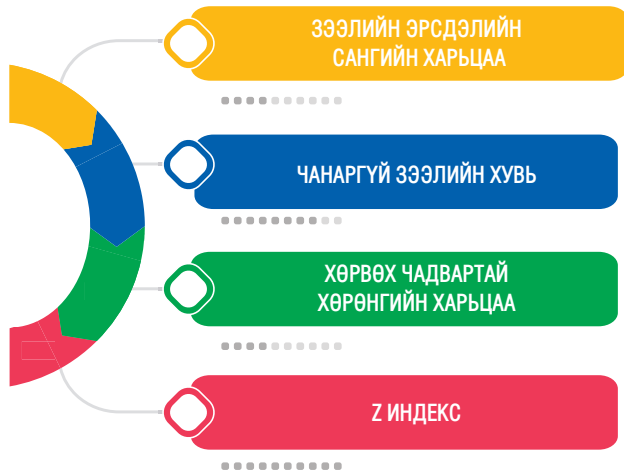 ЗЭЭЛИЙН ЭРСДЭЛИЙН
САНГИЙН ХАРЬЦАА
ЧАНАРГҮЙ ЗЭЭЛИЙН ХУВЬ
ХӨРВӨХ ЧАДВАРТАЙ
ХӨРӨНГИЙН ХАРЬЦАА
Z ИНДЕКС